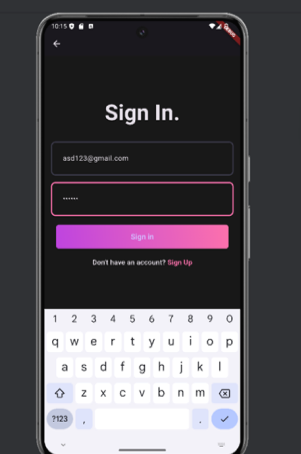 10:15
Sign In.
asd123@gmail.com
......
Sign in
Don't have an account? Sign Up
1 2 3 4 5 6 7 8 9 0
q w e r t y u i o p
a s d f g h j k l
z x c v b n m
?123 , .